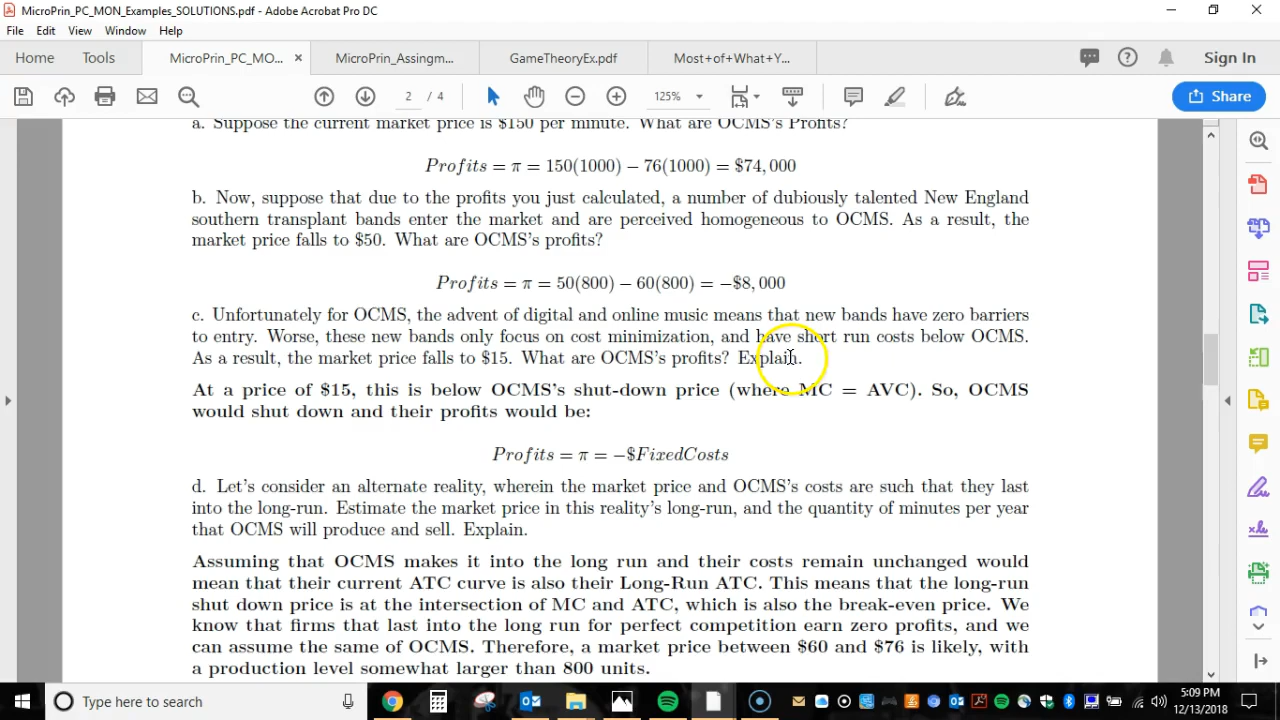 MicroPrin_PC_MON_Examples_SOLUTIONS.pdf - Adobe Acrobat Pro DC
File Edit View Window Help
Home Tools MicroPrin_PC_MO... × MicroPrin_Assingm... GameTheoryEx.pdf Most+of+What+Y... Sign In
2 / 4 125% Share
a. Suppose the current market price is $150 per minute. What are OCMS's Profits?
Profits = π = 150(1000) − 76(1000) = $74,000
b. Now, suppose that due to the profits you just calculated, a number of dubiously talented New England
southern transplant bands enter the market and are perceived homogeneous to OCMS. As a result, the
market price falls to $50. What are OCMS's profits?
Profits = π = 50(800) − 60(800) = −$8,000
c. Unfortunately for OCMS, the advent of digital and online music means that new bands have zero barriers
to entry. Worse, these new bands only focus on cost minimization, and have short run costs below OCMS.
As a result, the market price falls to $15. What are OCMS's profits? Explain.
At a price of $15, this is below OCMS's shut-down price (where MC = AVC). So, OCMS
would shut down and their profits would be:
Profits = π = −$FixedCosts
d. Let's consider an alternate reality, wherein the market price and OCMS's costs are such that they last
into the long-run. Estimate the market price in this reality's long-run, and the quantity of minutes per year
that OCMS will produce and sell. Explain.
Assuming that OCMS makes it into the long run and their costs remain unchanged would
mean that their current ATC curve is also their Long-Run ATC. This means that the long-run
shut down price is at the intersection of MC and ATC, which is also the break-even price. We
know that firms that last into the long run for perfect competition earn zero profits, and we
can assume the same of OCMS. Therefore, a market price between $60 and $76 is likely, with
a production level somewhat larger than 800 units.
Type here to search
5:09 PM
12/13/2018